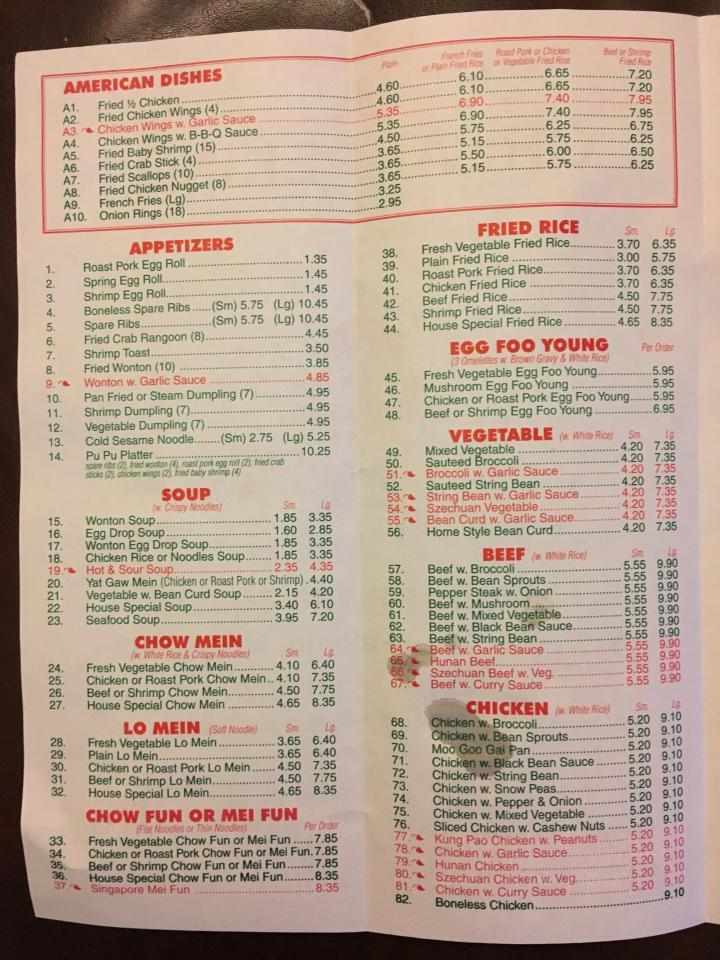 AMERICAN DISHES
Plain
French Fries or Plain Fried Rice
Roast Pork or Chicken or Vegetable Fried Rice
Beef or Shrimp Fried Rice
A1. Fried ½ Chicken 4.60 6.10 6.65 7.20
A2. Fried Chicken Wings (4) 4.60 6.10 6.65 7.20
A3. Chicken Wings w. Garlic Sauce 5.35 6.90 7.40 7.95
A4. Chicken Wings w. B-B-Q Sauce 5.35 6.90 7.40 7.95
A5. Fried Baby Shrimp (15) 4.50 5.75 6.25 6.75
A6. Fried Crab Stick (4) 3.65 5.15 5.75 6.25
A7. Fried Scallops (10) 3.65 5.50 6.00 6.50
A8. Fried Chicken Nugget (8) 3.65 5.15 5.75 6.25
A9. French Fries (Lg) 3.25
A10. Onion Rings (18) 2.95
APPETIZERS
1. Roast Pork Egg Roll 1.35
2. Spring Egg Roll 1.45
3. Shrimp Egg Roll 1.45
4. Boneless Spare Ribs (Sm) 5.75 (Lg) 10.45
5. Spare Ribs (Sm) 5.75 (Lg) 10.45
6. Fried Crab Rangoon (8) 4.45
7. Shrimp Toast 3.50
8. Fried Wonton (10) 3.85
9. Wonton w. Garlic Sauce 4.85
10. Pan Fried or Steam Dumpling (7) 4.95
11. Shrimp Dumpling (7) 4.95
12. Vegetable Dumpling (7) 4.95
13. Cold Sesame Noodle (Sm) 2.75 (Lg) 5.25
14. Pu Pu Platter 10.25
spare ribs (2), fried wonton (4), roast pork egg roll (2), fried crab
sticks (2), chicken wings (2), fried baby shrimp (4)
SOUP
(w. Crispy Noodles) Sm. Lg.
15. Wonton Soup 1.85 3.35
16. Egg Drop Soup 1.60 2.85
17. Wonton Egg Drop Soup 1.85 3.35
18. Chicken Rice or Noodles Soup 1.85 3.35
19. Hot & Sour Soup 2.35 4.35
20. Yat Gaw Mein (Chicken or Roast Pork or Shrimp) 4.40
21. Vegetable w. Bean Curd Soup 2.15 4.20
22. House Special Soup 3.40 6.10
23. Seafood Soup 3.95 7.20
CHOW MEIN
(w. White Rice & Crispy Noodles) Sm. Lg.
24. Fresh Vegetable Chow Mein 4.10 6.40
25. Chicken or Roast Pork Chow Mein 4.10 7.35
26. Beef or Shrimp Chow Mein 4.50 7.75
27. House Special Chow Mein 4.65 8.35
LO MEIN (Soft Noodle) Sm. Lg.
28. Fresh Vegetable Lo Mein 3.65 6.40
29. Plain Lo Mein 3.65 6.40
30. Chicken or Roast Pork Lo Mein 4.50 7.35
31. Beef or Shrimp Lo Mein 4.50 7.75
32. House Special Lo Mein 4.65 8.35
CHOW FUN OR MEI FUN
(Flat Noodles or Thin Noodles) Per Order
33. Fresh Vegetable Chow Fun or Mei Fun 7.85
34. Chicken or Roast Pork Chow Fun or Mei Fun. 7.85
35. Beef or Shrimp Chow Fun or Mei Fun 7.85
36. House Special Chow Fun or Mei Fun 8.35
37. Singapore Mei Fun 8.35
FRIED RICE Sm. Lg.
38. Fresh Vegetable Fried Rice 3.70 6.35
39. Plain Fried Rice 3.00 5.75
40. Roast Pork Fried Rice 3.70 6.35
41. Chicken Fried Rice 3.70 6.35
42. Beef Fried Rice 4.50 7.75
43. Shrimp Fried Rice 4.50 7.75
44. House Special Fried Rice 4.65 8.35
EGG FOO YOUNG Per Order
(3 Omelettes w. Brown Gravy & White Rice)
45. Fresh Vegetable Egg Foo Young 5.95
46. Mushroom Egg Foo Young 5.95
47. Chicken or Roast Pork Egg Foo Young 5.95
48. Beef or Shrimp Egg Foo Young 6.95
VEGETABLE (w. White Rice) Sm. Lg.
49. Mixed Vegetable 4.20 7.35
50. Sauteed Broccoli 4.20 7.35
51. Broccoli w. Garlic Sauce 4.20 7.35
52. Sauteed String Bean 4.20 7.35
53. String Bean w. Garlic Sauce 4.20 7.35
54. Szechuan Vegetable 4.20 7.35
55. Bean Curd w. Garlic Sauce 4.20 7.35
56. Home Style Bean Curd 4.20 7.35
BEEF (w. White Rice) Sm. Lg.
57. Beef w. Broccoli 5.55 9.90
58. Beef w. Bean Sprouts 5.55 9.90
59. Pepper Steak w. Onion 5.55 9.90
60. Beef w. Mushroom 5.55 9.90
61. Beef w. Mixed Vegetable 5.55 9.90
62. Beef w. Black Bean Sauce 5.55 9.90
63. Beef w. String Bean 5.55 9.90
64. Beef w. Garlic Sauce 5.55 9.90
65. Hunan Beef 5.55 9.90
66. Szechuan Beef w. Veg. 5.55 9.90
67. Beef w. Curry Sauce 5.55 9.90
CHICKEN (w. White Rice) Sm. Lg.
68. Chicken w. Broccoli 5.20 9.10
69. Chicken w. Bean Sprouts 5.20 9.10
70. Moo Goo Gai Pan 5.20 9.10
71. Chicken w. Black Bean Sauce 5.20 9.10
72. Chicken w. String Bean 5.20 9.10
73. Chicken w. Snow Peas 5.20 9.10
74. Chicken w. Pepper & Onion 5.20 9.10
75. Chicken w. Mixed Vegetable 5.20 9.10
76. Sliced Chicken w. Cashew Nuts 5.20 9.10
77. Kung Pao Chicken w. Peanuts 5.20 9.10
78. Chicken w. Garlic Sauce 5.20 9.10
79. Hunan Chicken 5.20 9.10
80. Szechuan Chicken w. Veg. 5.20 9.10
81. Chicken w. Curry Sauce 5.20 9.10
82. Boneless Chicken 9.10